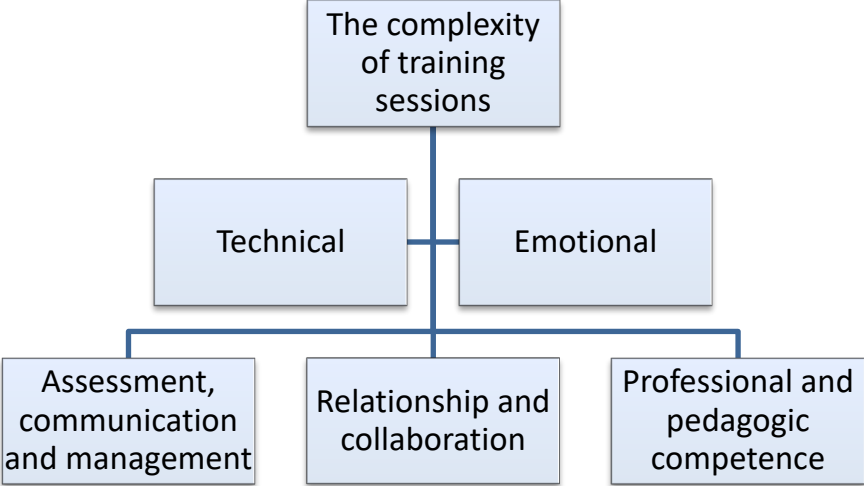 The complexity
of training
sessions
Technical
Emotional
Assessment,
communication
and management
Relationship and
collaboration
Professional and
pedagogic
competence